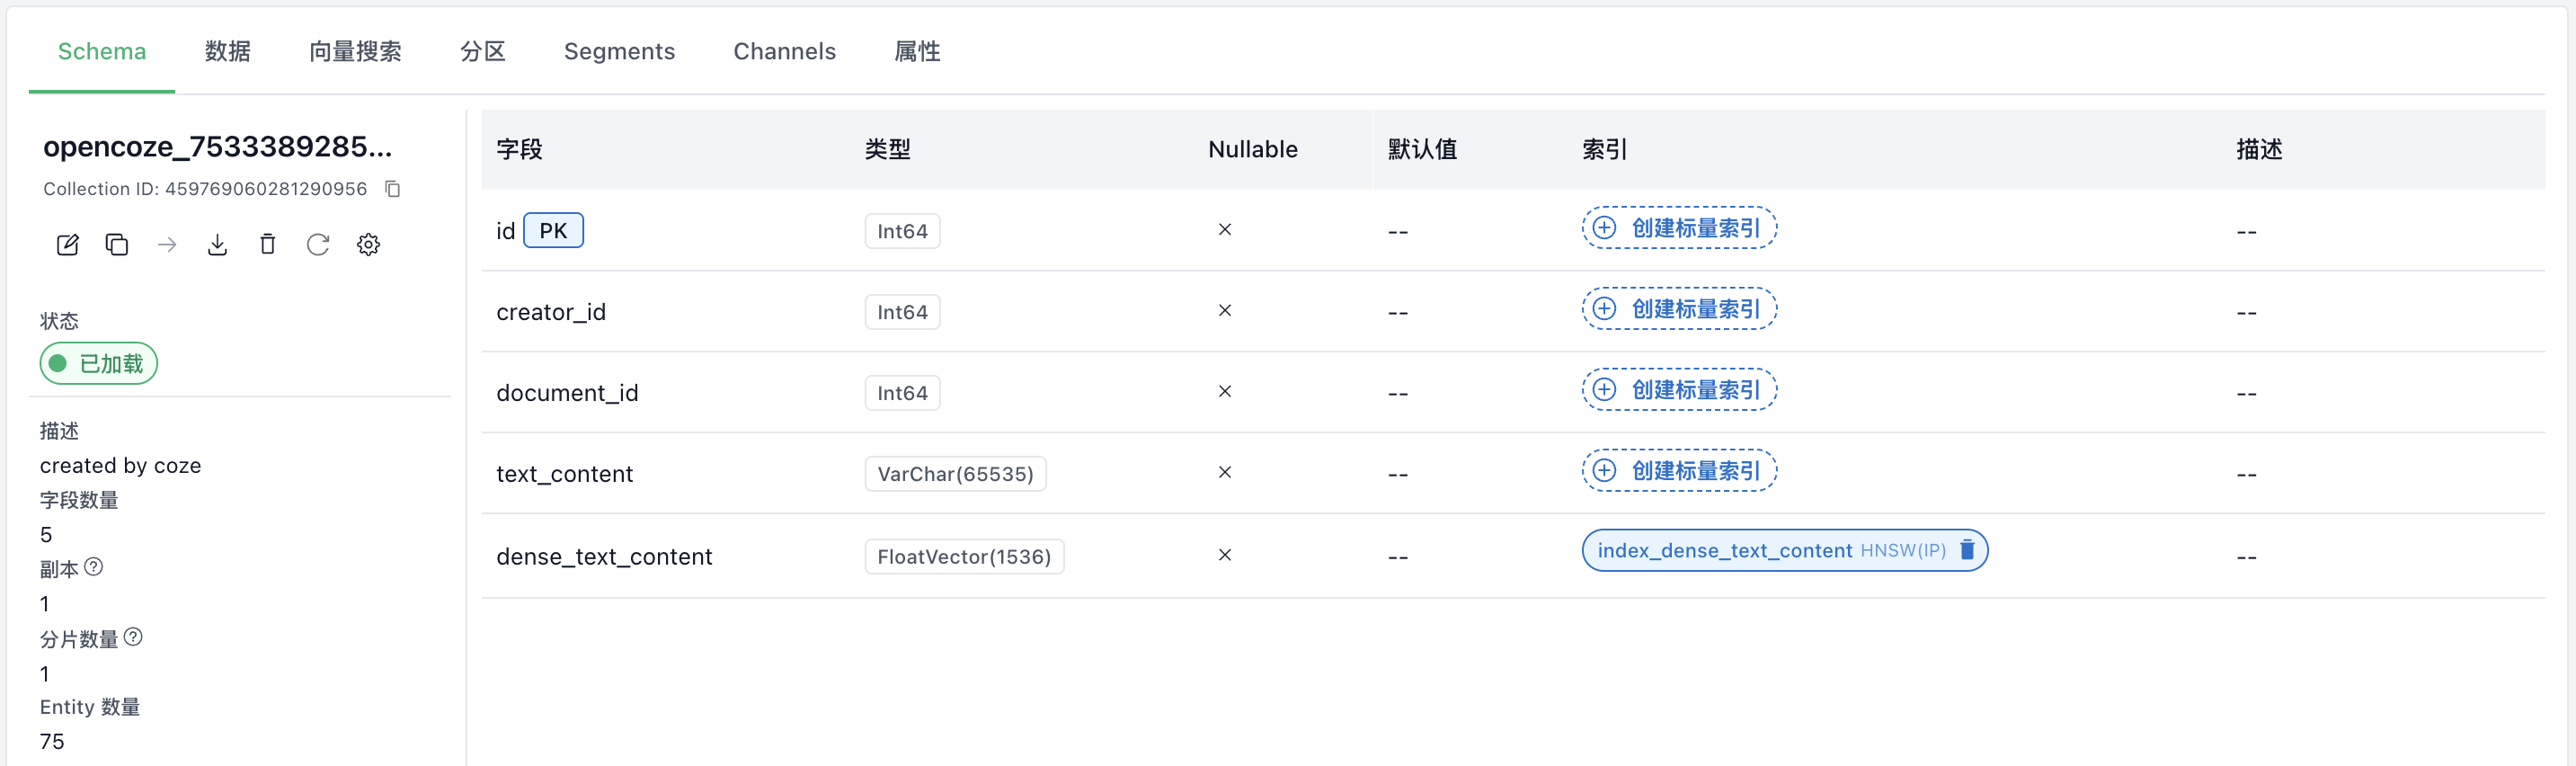 Schema 数据 向量搜索 分区 Segments Channels 属性
opencoze_7533389285...
Collection ID: 459769060281290956
状态
已加载
描述
created by coze
字段数量
5
副本
1
分片数量
1
Entity 数量
75
字段 类型 Nullable 默认值 索引 描述
id PK Int64 × -- 创建标量索引 --
creator_id Int64 × -- 创建标量索引 --
document_id Int64 × -- 创建标量索引 --
text_content VarChar(65535) × -- 创建标量索引 --
dense_text_content FloatVector(1536) × -- index_dense_text_content HNSW(IP) --